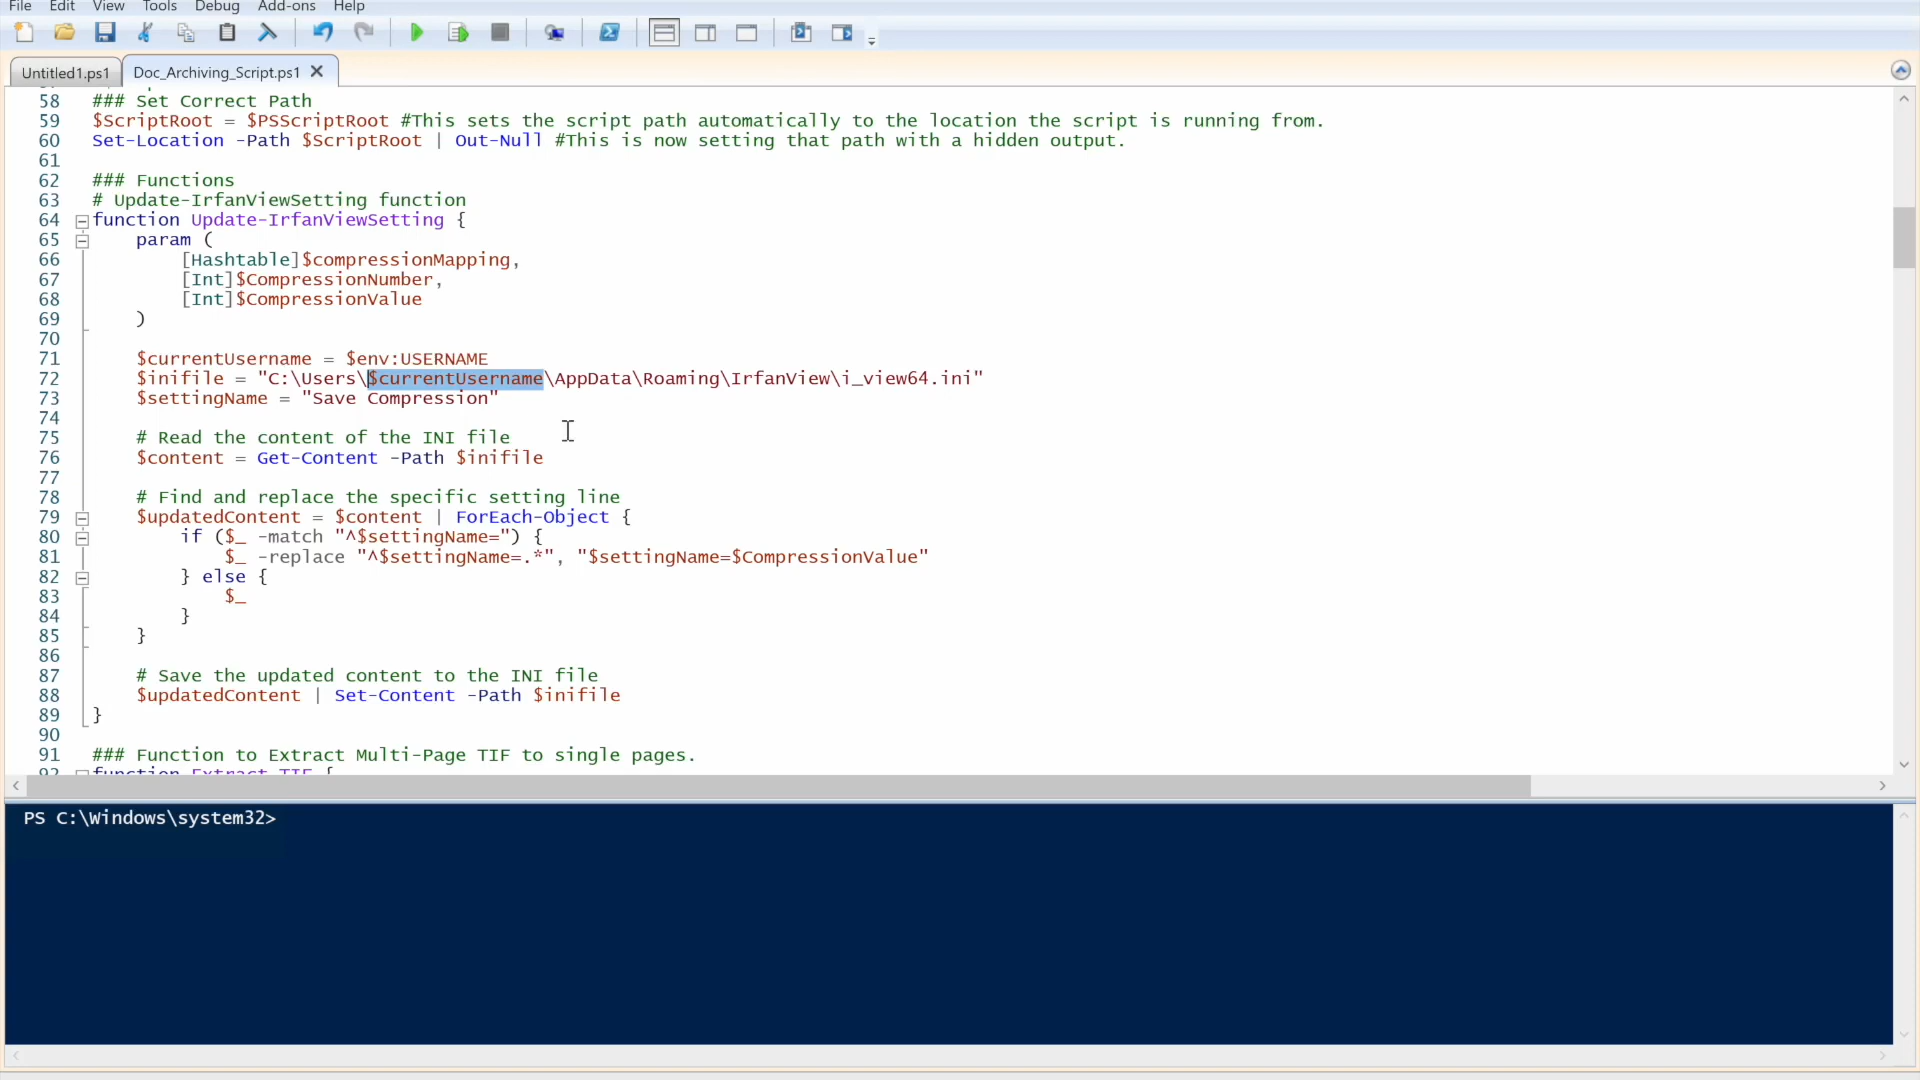 File Edit View Tools Debug Add-ons Help
Untitled1.ps1 Doc_Archiving_Script.ps1
58 ### Set Correct Path
59 $ScriptRoot = $PSScriptRoot #This sets the script path automatically to the location the script is running from.
60 Set-Location -Path $ScriptRoot | Out-Null #This is now setting that path with a hidden output.
61
62 ### Functions
63 # Update-IrfanViewSetting function
64 function Update-IrfanViewSetting {
65 param (
66 [Hashtable]$compressionMapping,
67 [Int]$CompressionNumber,
68 [Int]$CompressionValue
69 )
70
71 $currentUsername = $env:USERNAME
72 $inifile = "C:\Users\$currentUsername\AppData\Roaming\IrfanView\i_view64.ini"
73 $settingName = "Save Compression"
74
75 # Read the content of the INI file
76 $content = Get-Content -Path $inifile
77
78 # Find and replace the specific setting line
79 $updatedContent = $content | ForEach-Object {
80 if ($_ -match "^$settingName=") {
81 $_ -replace "^$settingName=.*", "$settingName=$CompressionValue"
82 } else {
83 $_
84 }
85 }
86
87 # Save the updated content to the INI file
88 $updatedContent | Set-Content -Path $inifile
89 }
90
91 ### Function to Extract Multi-Page TIF to single pages.
92 function Extract-TIF {
PS C:\Windows\system32>